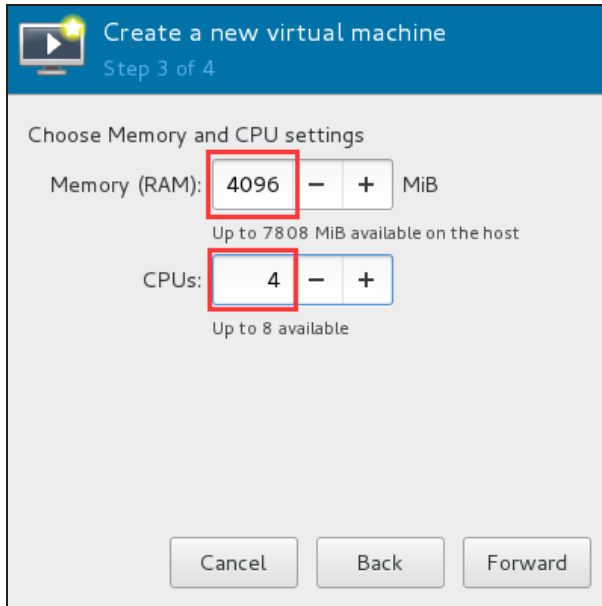 Create a new virtual machine
Step 3 of 4
Choose Memory and CPU settings
Memory (RAM): 4096 − + MiB
Up to 7808 MiB available on the host
CPUs: 4 − +
Up to 8 available
Cancel Back Forward